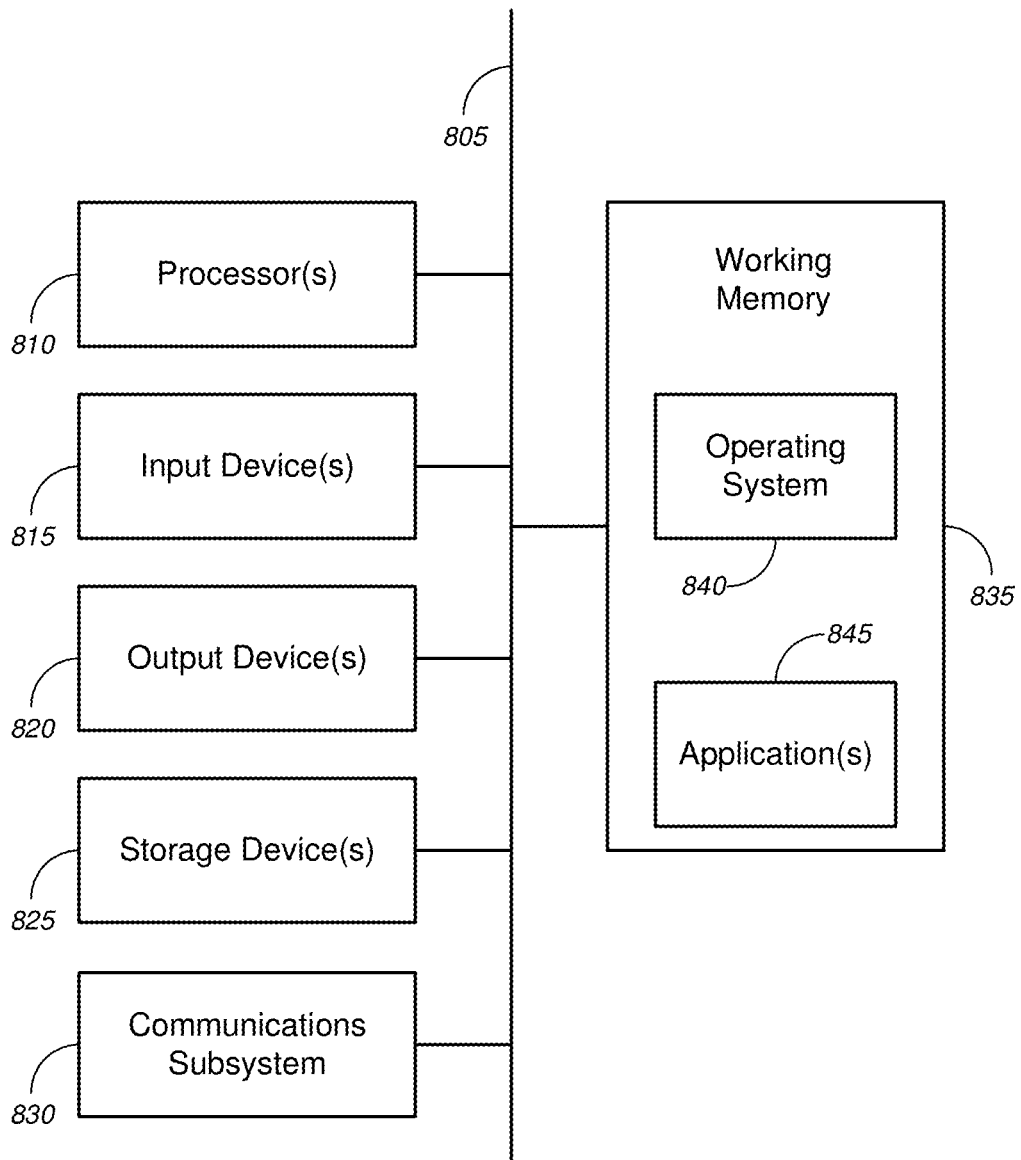 805
Processor(s)
810
Input Device(s)
815
Output Device(s)
820
Storage Device(s)
825
Communications
Subsystem
830
Working
Memory
Operating
System
840
835
845
Application(s)